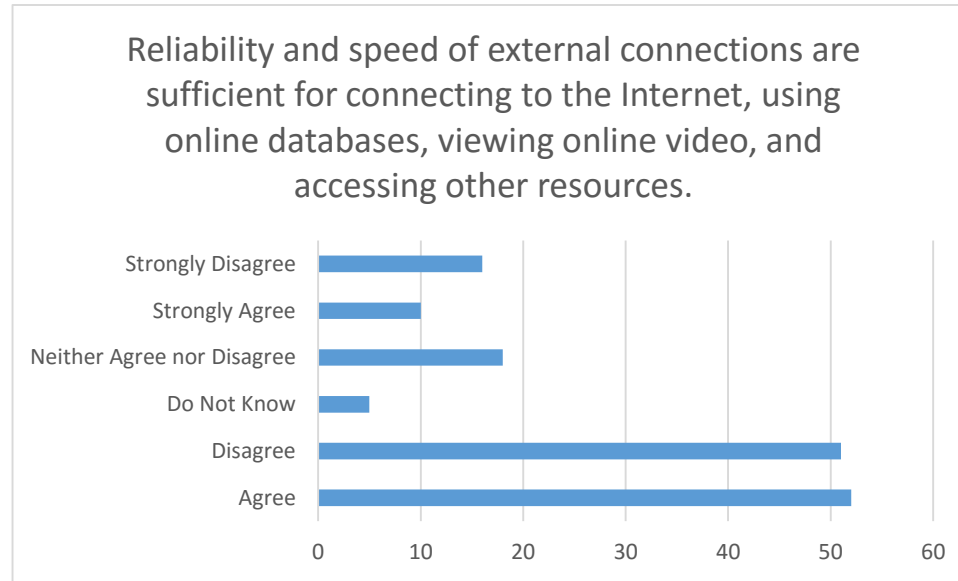 Reliability and speed of external connections are
sufficient for connecting to the Internet, using
online databases, viewing online video, and
accessing other resources.
Strongly Disagree
Strongly Agree
Neither Agree nor Disagree
Do Not Know
Disagree
Agree
0 10 20 30 40 50 60